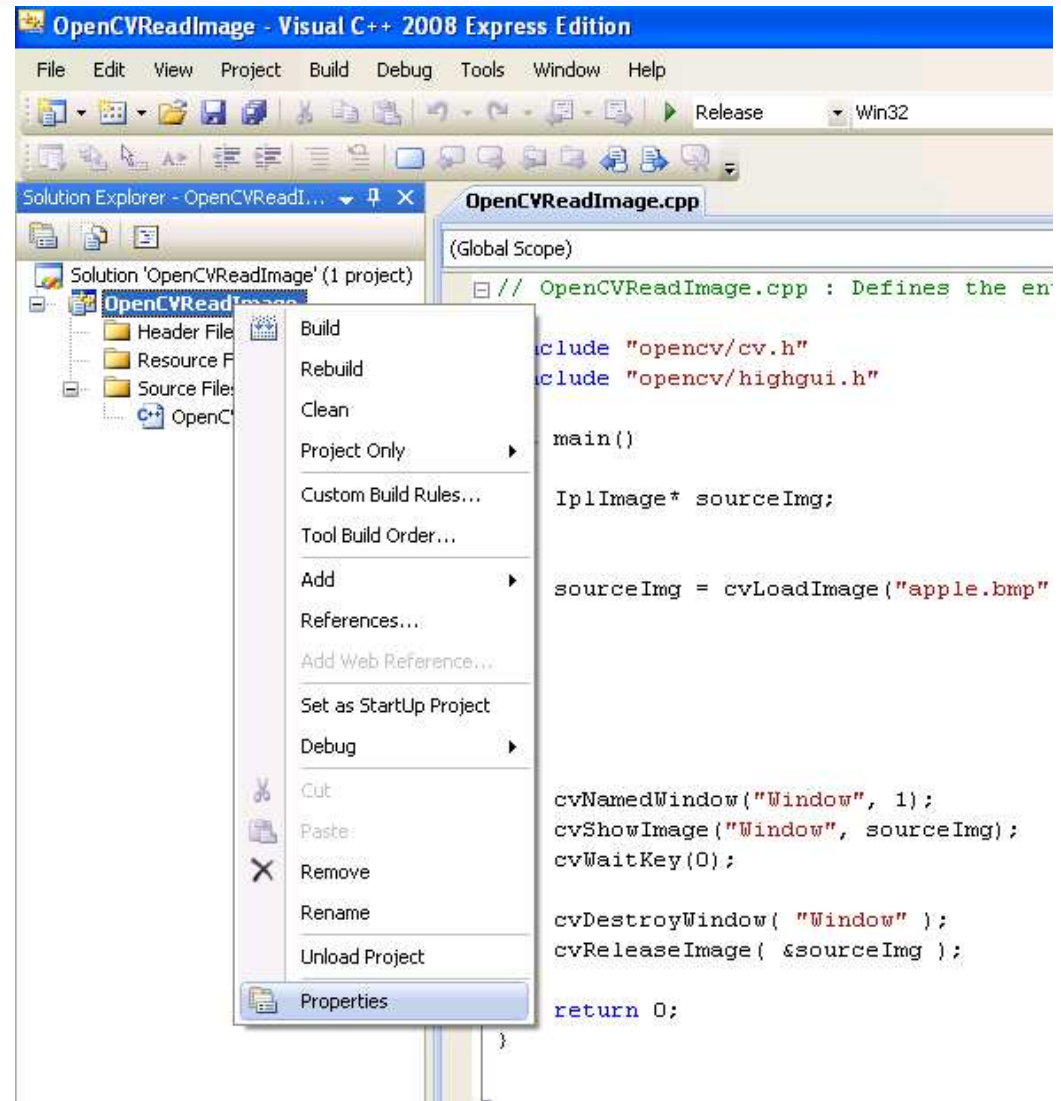 OpenCVReadImage - Visual C++ 2008 Express Edition
File Edit View Project Build Debug Tools Window Help
Release Win32
Solution Explorer - OpenCVReadI...
OpenCVReadImage.cpp
(Global Scope)
Solution 'OpenCVReadImage' (1 project)
OpenCVReadImage
Header File
Resource F
Source Files
OpenC
Build
Rebuild
Clean
Project Only
Custom Build Rules...
Tool Build Order...
Add
References...
Add Web Reference...
Set as StartUp Project
Debug
Cut
Paste
Remove
Rename
Unload Project
Properties
// OpenCVReadImage.cpp : Defines the en
clude "opencv/cv.h"
clude "opencv/highgui.h"
main()
IplImage* sourceImg;
sourceImg = cvLoadImage("apple.bmp"
cvNamedWindow("Window", 1);
cvShowImage("Window", sourceImg);
cvWaitKey(0);
cvDestroyWindow( "Window" );
cvReleaseImage( &sourceImg );
return 0;
}